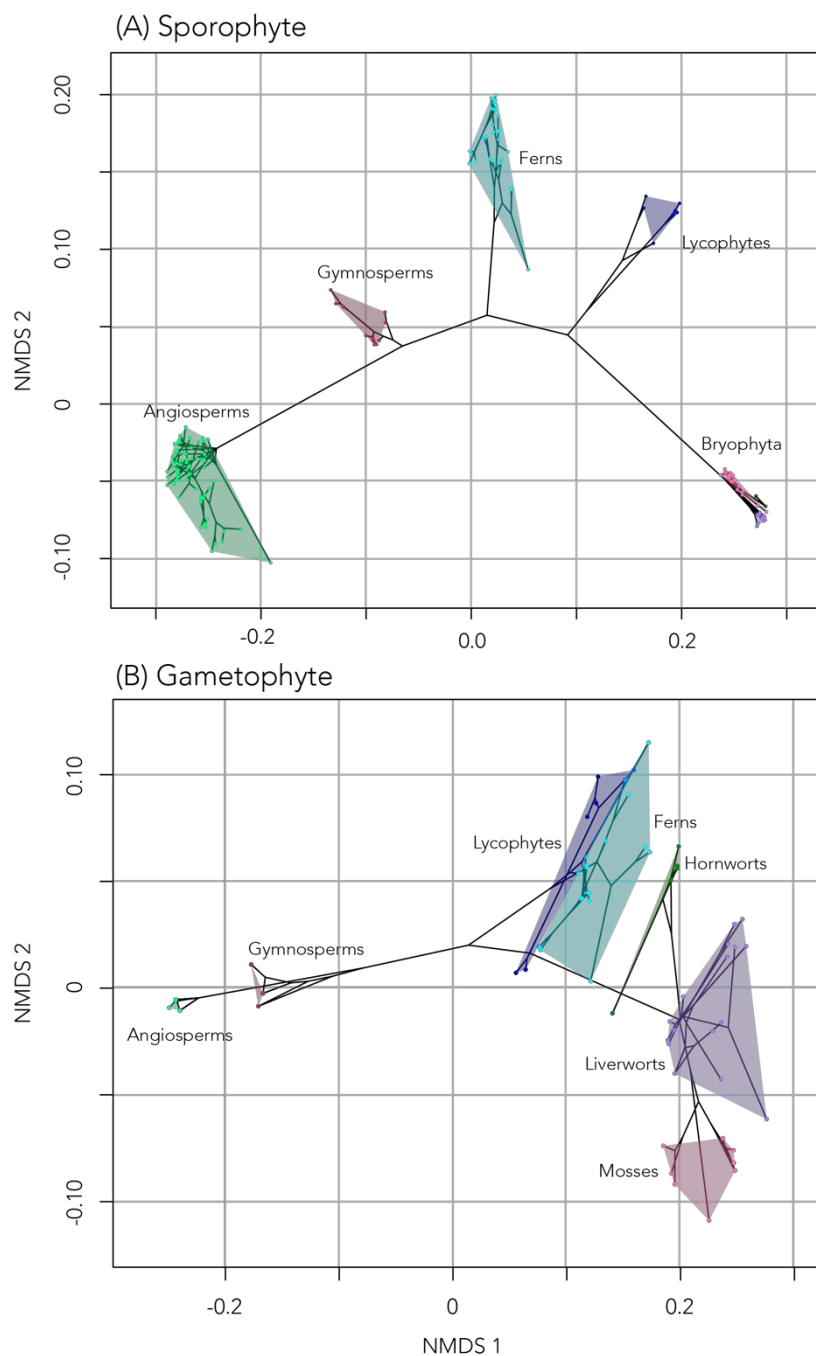 (A) Sporophyte
0.20
Ferns
0.10
Lycophytes
Gymnosperms
NMDS 2
0
Angiosperms
Bryophyta
-0.10
-0.2
0.0
0.2
(B) Gametophyte
0.10
Lycophytes
Ferns
Hornworts
NMDS 2
Gymnosperms
0
Angiosperms
Liverworts
Mosses
-0.10
-0.2
0
0.2
NMDS 1